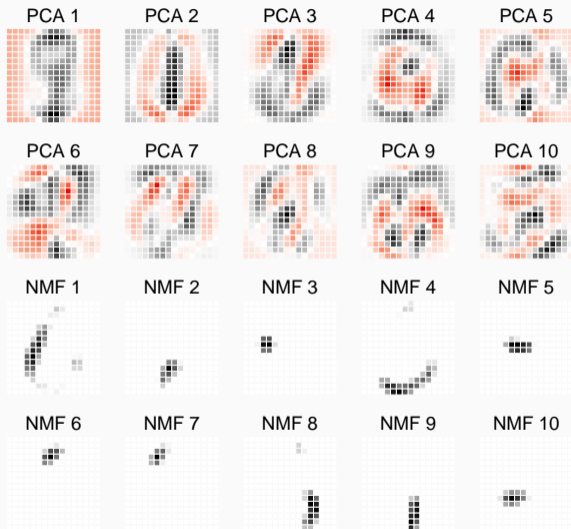 PCA 1 PCA 2 PCA 3 PCA 4 PCA 5
PCA 6 PCA 7 PCA 8 PCA 9 PCA 10
NMF 1 NMF 2 NMF 3 NMF 4 NMF 5
NMF 6 NMF 7 NMF 8 NMF 9 NMF 10